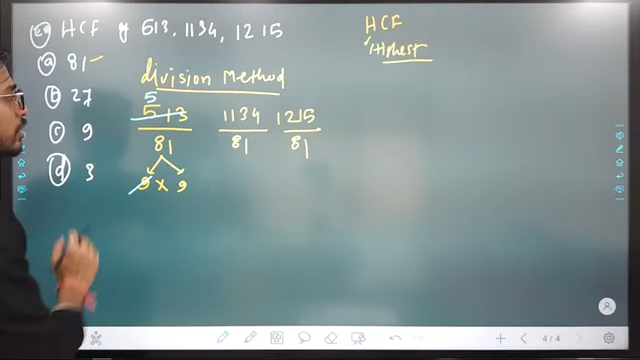 Ex HCF of 513, 1134, 1215
a 81
b 27
c 9
d 3
HCF
Highest
division Method
5
513 1134 1215
81 81 81
9 x 9
4/4